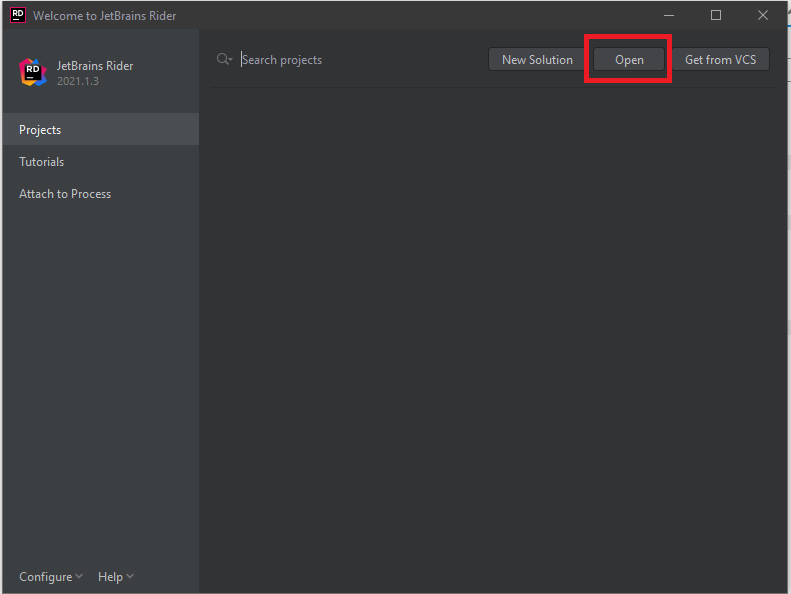 RD Welcome to JetBrains Rider
RD JetBrains Rider
2021.1.3
Search projects
New Solution
Open
Get from VCS
Projects
Tutorials
Attach to Process
Configure
Help